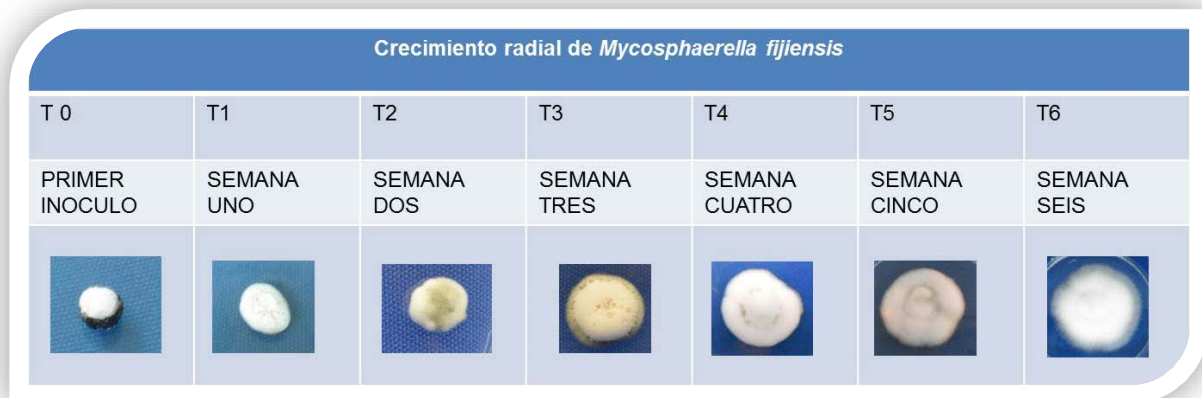 Crecimiento radial de Mycosphaerella fijiensis
T 0 T1 T2 T3 T4 T5 T6
PRIMER SEMANA SEMANA SEMANA SEMANA SEMANA SEMANA
INOCULO UNO DOS TRES CUATRO CINCO SEIS